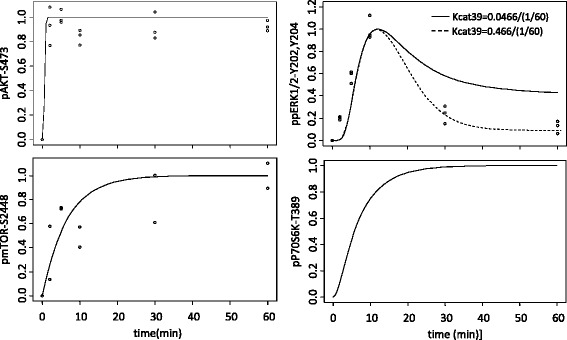 pAKT-S473
0.0 0.2 0.4 0.6 0.8 1.0
ppERK1/2-Y202,Y204
0.0 0.2 0.4 0.6 0.8 1.0 1.2
Kcat39=0.0466/(1/60)
Kcat39=0.466/(1/60)
pmTOR-S2448
0.0 0.2 0.4 0.6 0.8 1.0
0 10 20 30 40 50 60
time(min)
pP70S6K-T389
0.0 0.2 0.4 0.6 0.8 1.0
0 10 20 30 40 50 60
time (min)]